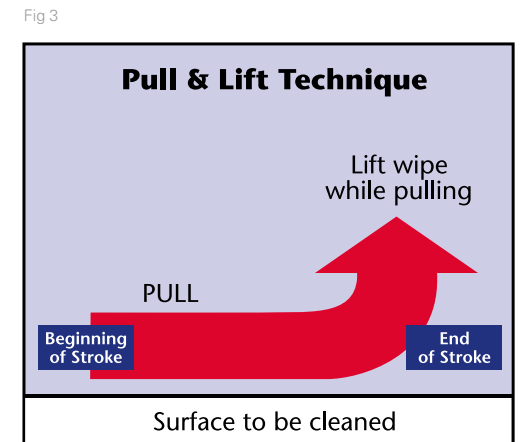 Fig 3
Pull & Lift Technique
Lift wipe
while pulling
PULL
Beginning
of Stroke
End
of Stroke
Surface to be cleaned